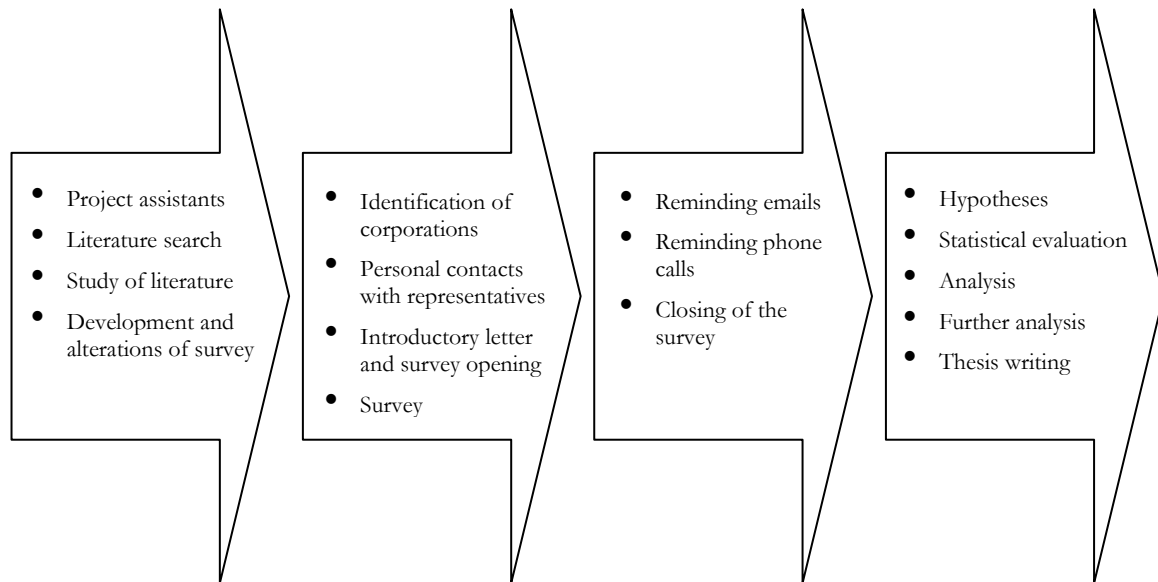 • Project assistants
• Literature search
• Study of literature
• Development and
alterations of survey
• Identification of
corporations
• Personal contacts
with representatives
• Introductory letter
and survey opening
• Survey
• Reminding emails
• Reminding phone
calls
• Closing of the
survey
• Hypotheses
• Statistical evaluation
• Analysis
• Further analysis
• Thesis writing